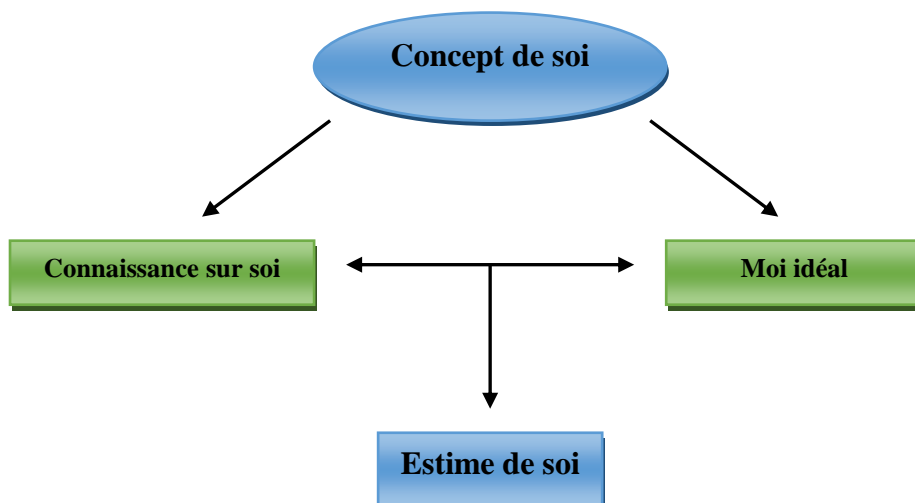 Concept de soi
Connaissance sur soi
Moi idéal
Estime de soi